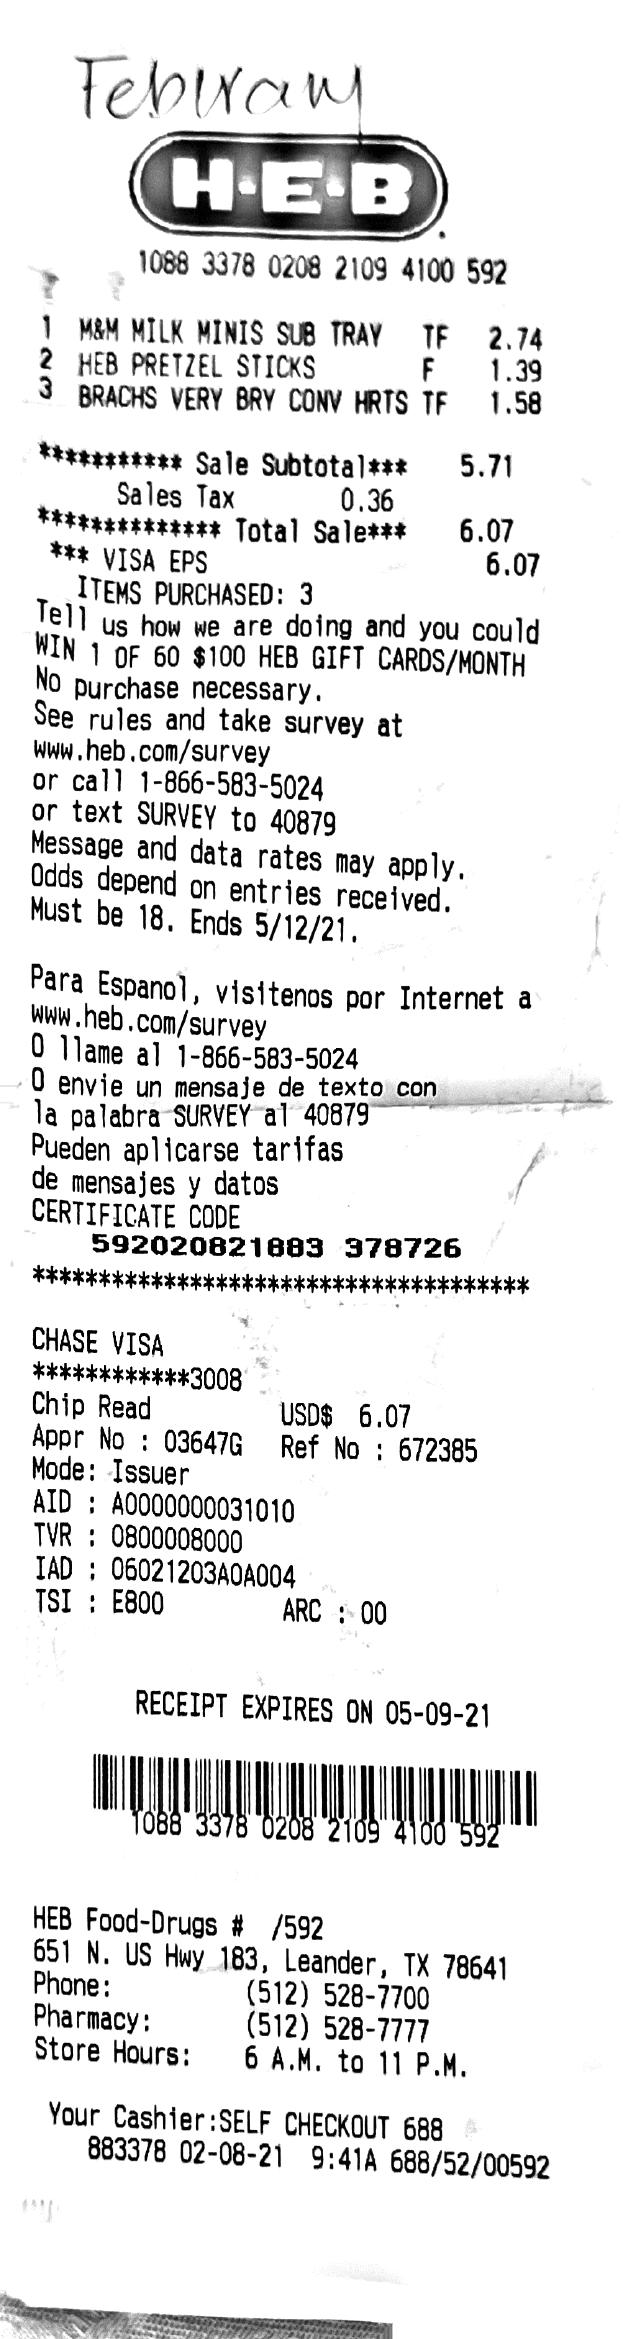 Febuary
H-E-B
1088 3378 0208 2109 4100 592
1 M&M MILK MINIS SUB TRAY TF 2.74
2 HEB PRETZEL STICKS F 1.39
3 BRACHS VERY BRY CONV HRTS TF 1.58
*********** Sale Subtotal*** 5.71
Sales Tax 0.36
************** Total Sale*** 6.07
*** VISA EPS 6.07
ITEMS PURCHASED: 3
Tell us how we are doing and you could
WIN 1 OF 60 $100 HEB GIFT CARDS/MONTH
No purchase necessary.
See rules and take survey at
www.heb.com/survey
or call 1-866-583-5024
or text SURVEY to 40879
Message and data rates may apply.
Odds depend on entries received.
Must be 18. Ends 5/12/21.
Para Espanol, visitenos por Internet a
www.heb.com/survey
O llame al 1-866-583-5024
O envie un mensaje de texto con
la palabra SURVEY al 40879
Pueden aplicarse tarifas
de mensajes y datos
CERTIFICATE CODE
592020821883 378726
**************************************
CHASE VISA
************3008
Chip Read USD$ 6.07
Appr No : 03647G Ref No : 672385
Mode: Issuer
AID : A0000000031010
TVR : 0800008000
IAD : 06021203A0A004
TSI : E800 ARC : 00
RECEIPT EXPIRES ON 05-09-21
1088 3378 0208 2109 4100 592
HEB Food-Drugs # /592
651 N. US Hwy 183, Leander, TX 78641
Phone: (512) 528-7700
Pharmacy: (512) 528-7777
Store Hours: 6 A.M. to 11 P.M.
Your Cashier:SELF CHECKOUT 688
883378 02-08-21 9:41A 688/52/00592